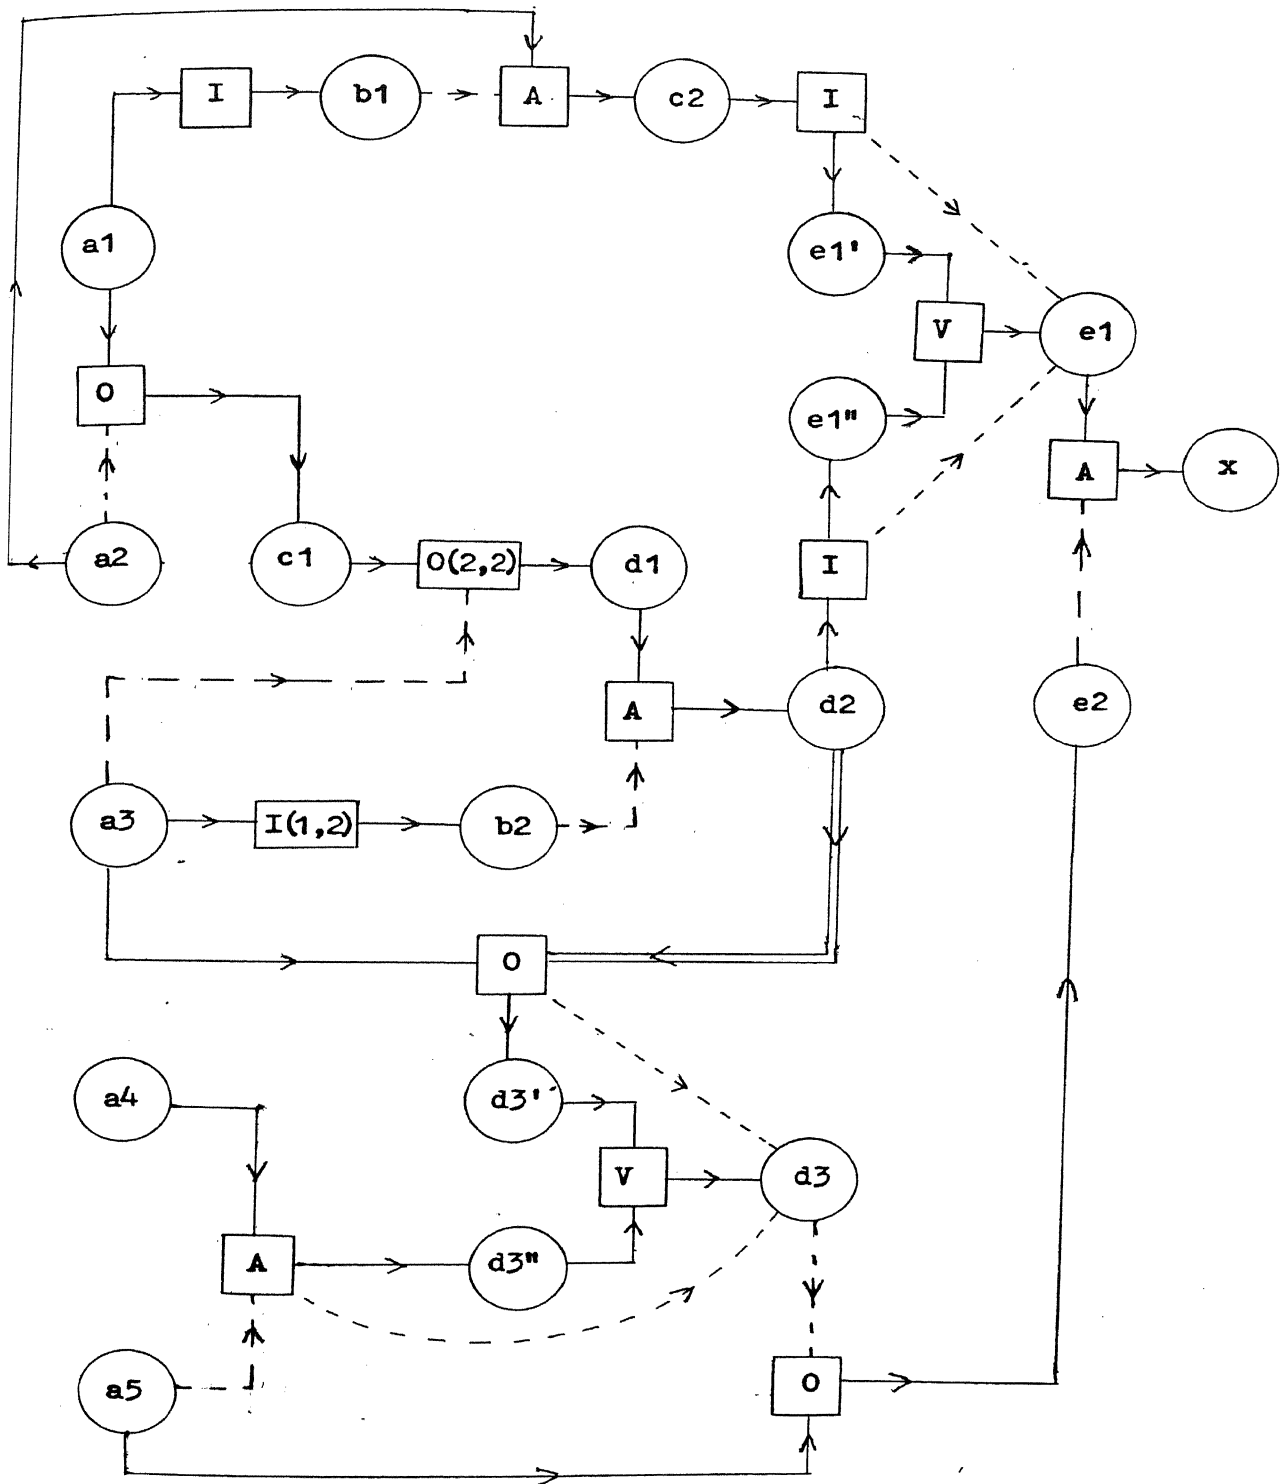 I b1 A c2 I
a1
e1'
V e1
O
e1"
A x
a2 c1 O(2,2) d1 I
A d2 e2
a3 I(1,2) b2
O
a4 d3'
V d3
A d3"
a5 O